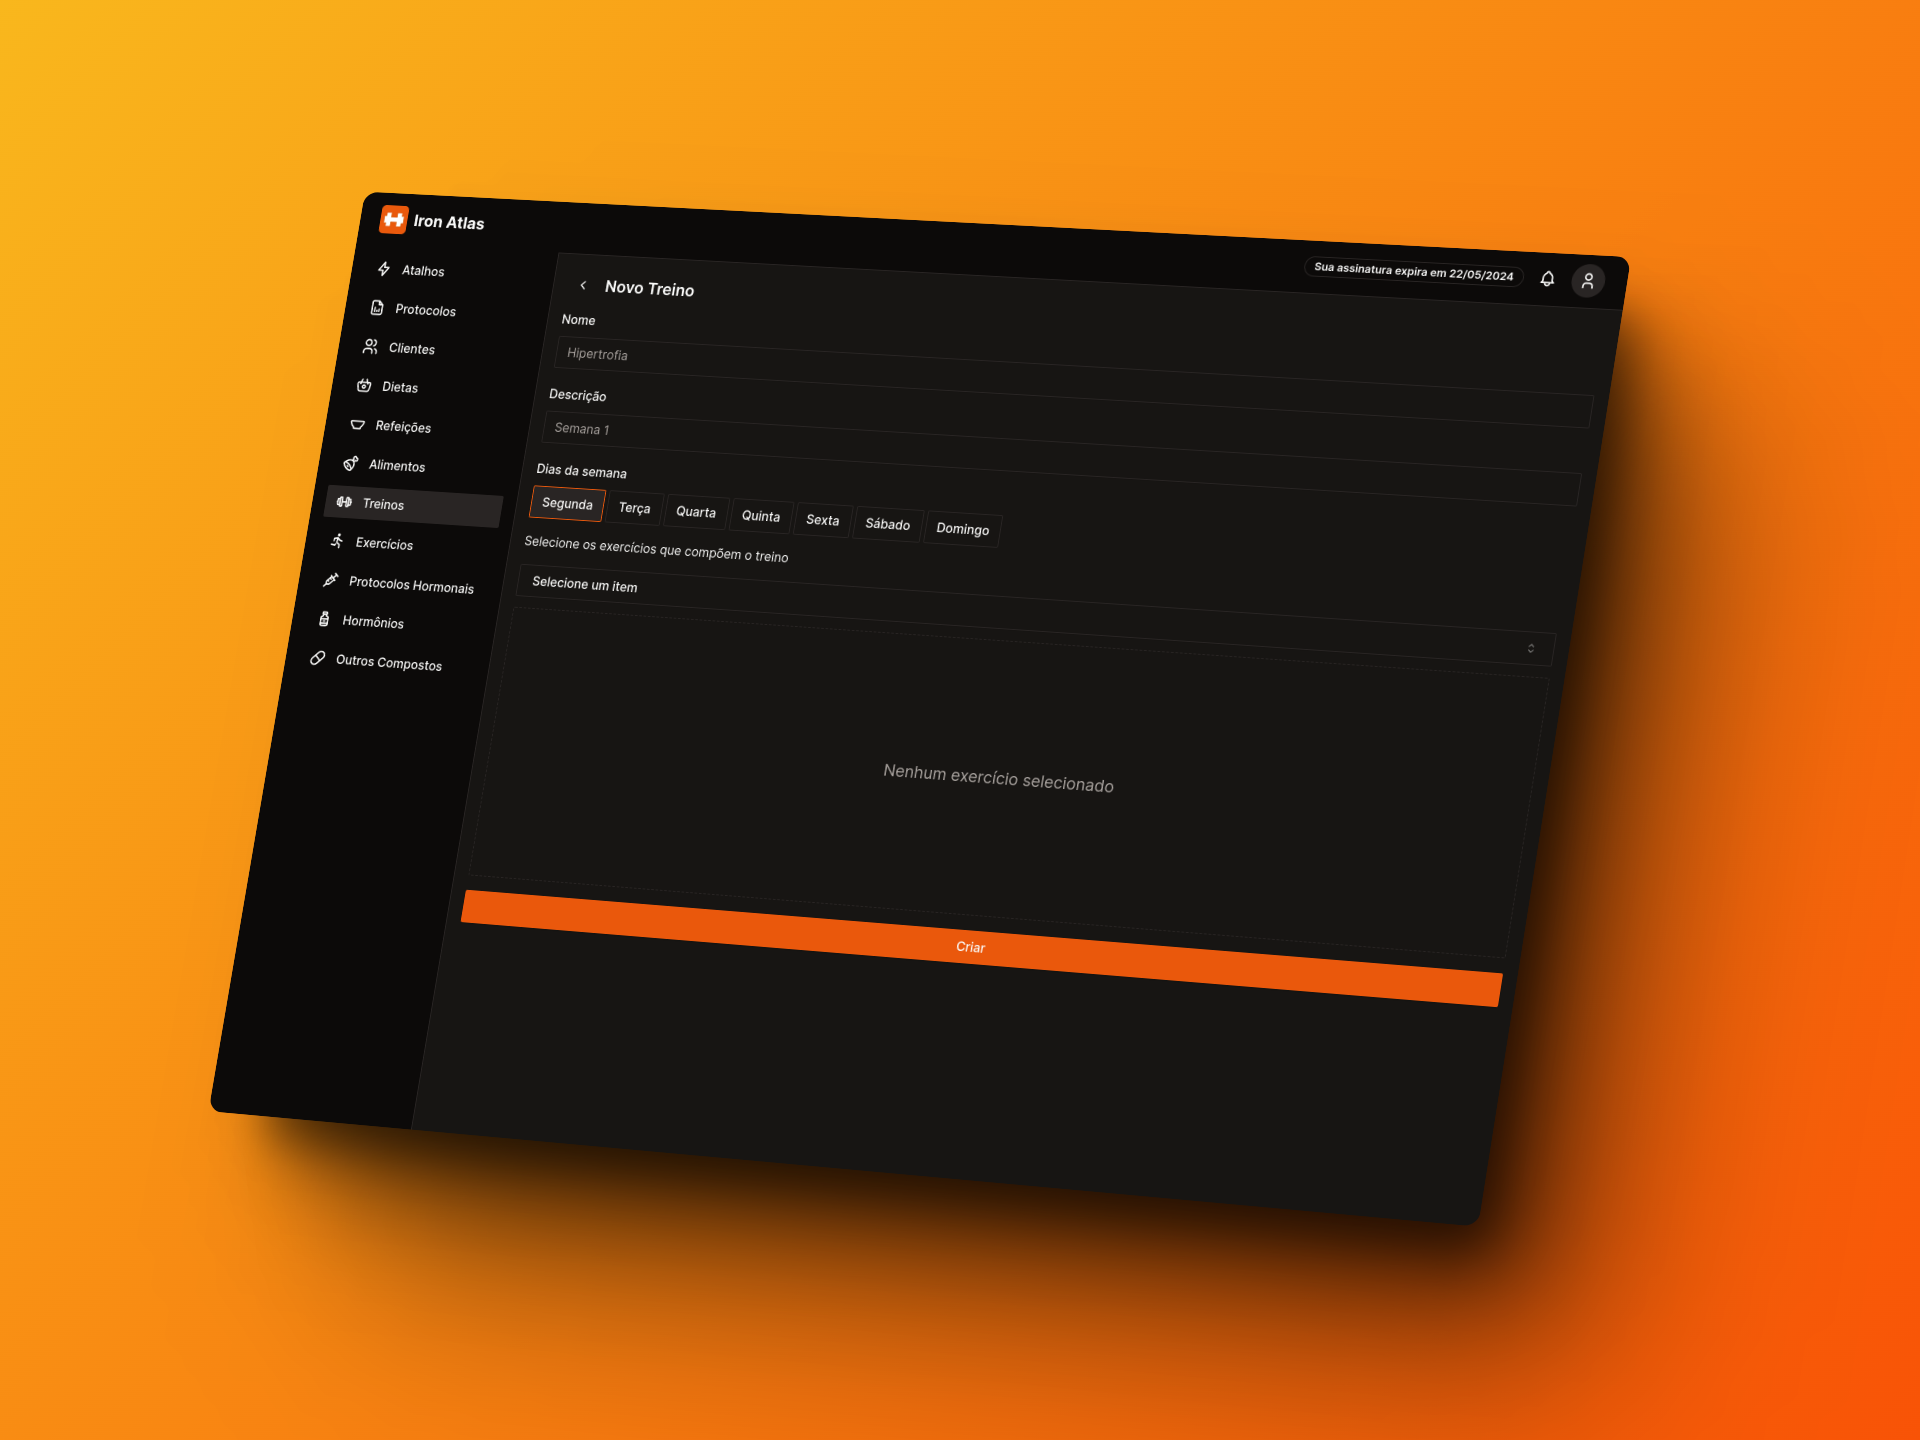 Iron Atlas
Sua assinatura expira em 22/05/2024
Atalhos
Protocolos
Clientes
Dietas
Refeições
Alimentos
Treinos
Exercícios
Protocolos Hormonais
Hormônios
Outros Compostos
Novo Treino
Nome
Hipertrofia
Descrição
Semana 1
Dias da semana
Segunda Terça Quarta Quinta Sexta Sábado Domingo
Selecione os exercícios que compõem o treino
Selecione um item
Nenhum exercício selecionado
Criar